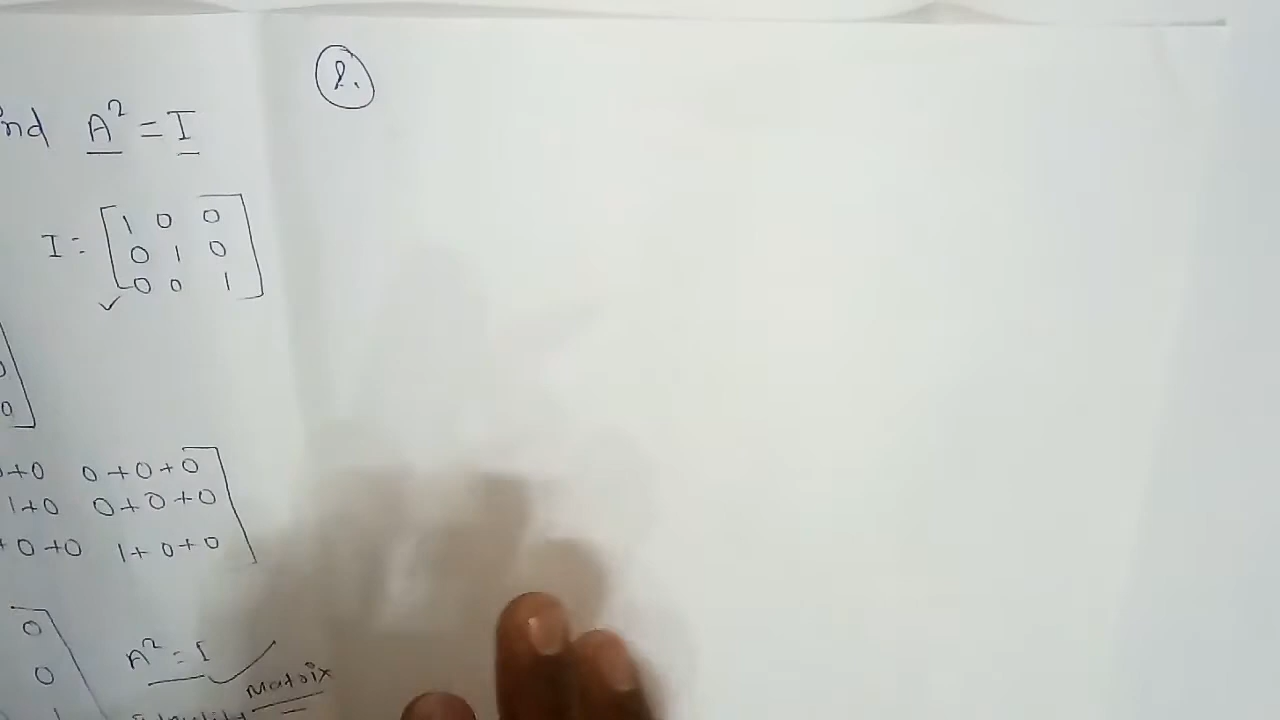 nd A² = I
I = [1 0 0
0 1 0
0 0 1]
0
0]
+0 0+0+0
1+0 0+0+0
+0+0 1+0+0
0
0
1
A² = I
Matrix
2.